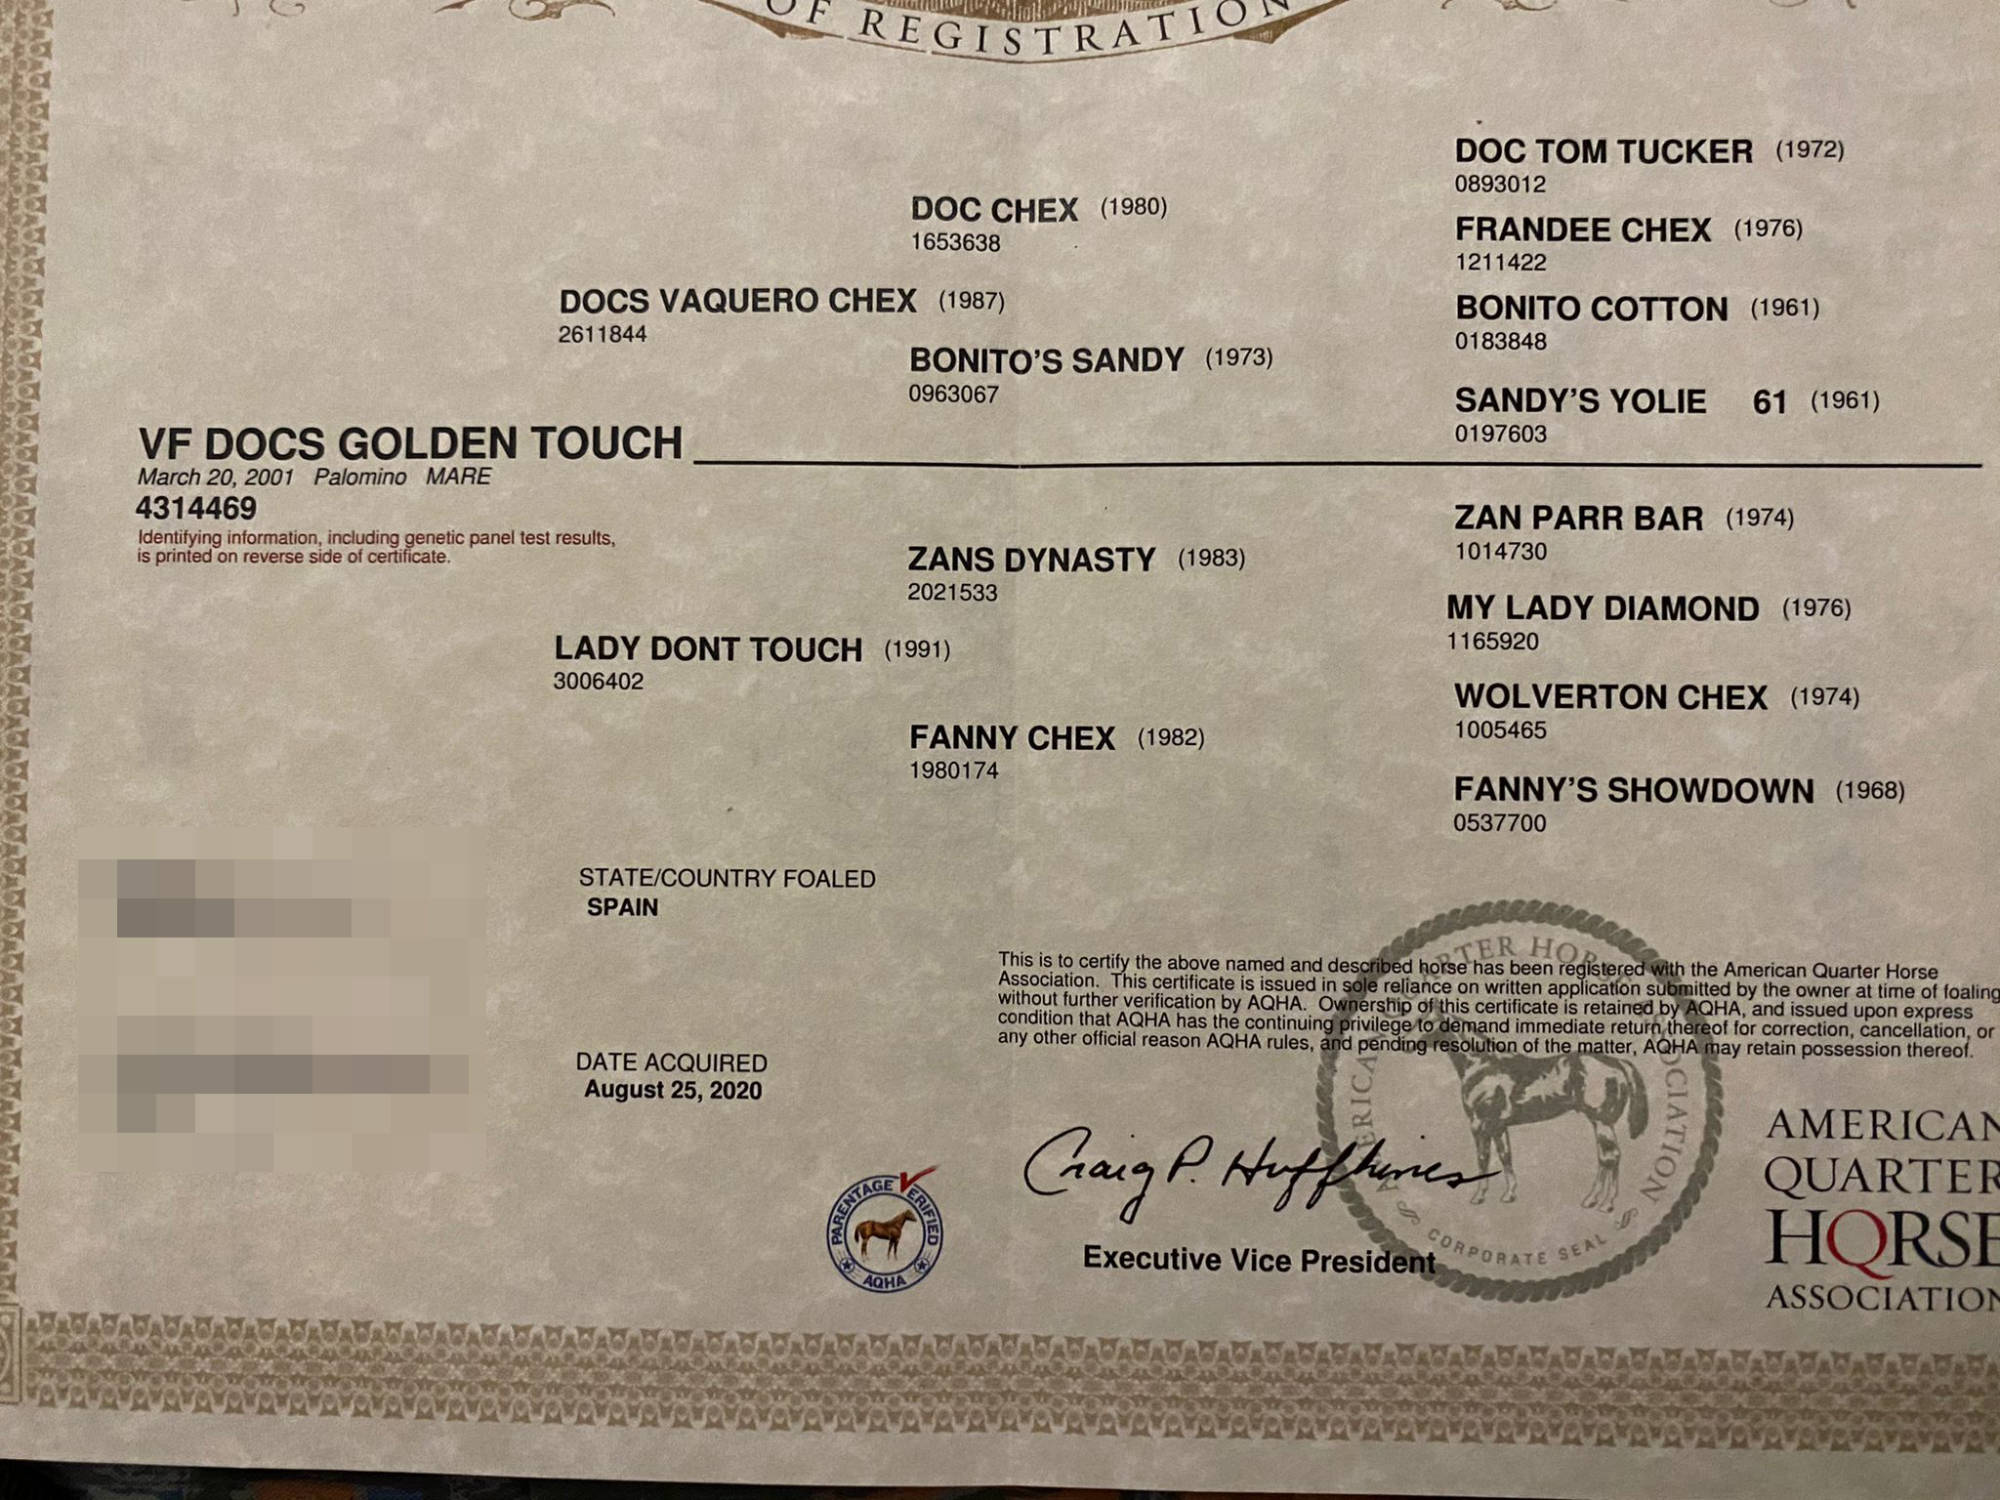 OF REGISTRATION
DOC TOM TUCKER (1972)
0893012
DOC CHEX (1980)
1653638
FRANDEE CHEX (1976)
1211422
DOCS VAQUERO CHEX (1987)
2611844
BONITO COTTON (1961)
0183848
BONITO'S SANDY (1973)
0963067
SANDY'S YOLIE 61 (1961)
0197603
VF DOCS GOLDEN TOUCH
March 20, 2001 Palomino MARE
4314469
Identifying information, including genetic panel test results,
is printed on reverse side of certificate.
ZAN PARR BAR (1974)
1014730
ZANS DYNASTY (1983)
2021533
MY LADY DIAMOND (1976)
1165920
LADY DONT TOUCH (1991)
3006402
WOLVERTON CHEX (1974)
1005465
FANNY CHEX (1982)
1980174
FANNY'S SHOWDOWN (1968)
0537700
STATE/COUNTRY FOALED
SPAIN
This is to certify the above named and described horse has been registered with the American Quarter Horse
Association. This certificate is issued in sole reliance on written application submitted by the owner at time of foaling
without further verification by AQHA. Ownership of this certificate is retained by AQHA, and issued upon express
condition that AQHA has the continuing privilege to demand immediate return thereof for correction, cancellation, or
any other official reason AQHA rules, and pending resolution of the matter, AQHA may retain possession thereof.
DATE ACQUIRED
August 25, 2020
Craig P. Huffhines
Executive Vice President
PARENTAGE VERIFIED
AQHA
AMERICAN QUARTER HORSE ASSOCIATION
CORPORATE SEAL
AMERICAN
QUARTER
HORSE
ASSOCIATION